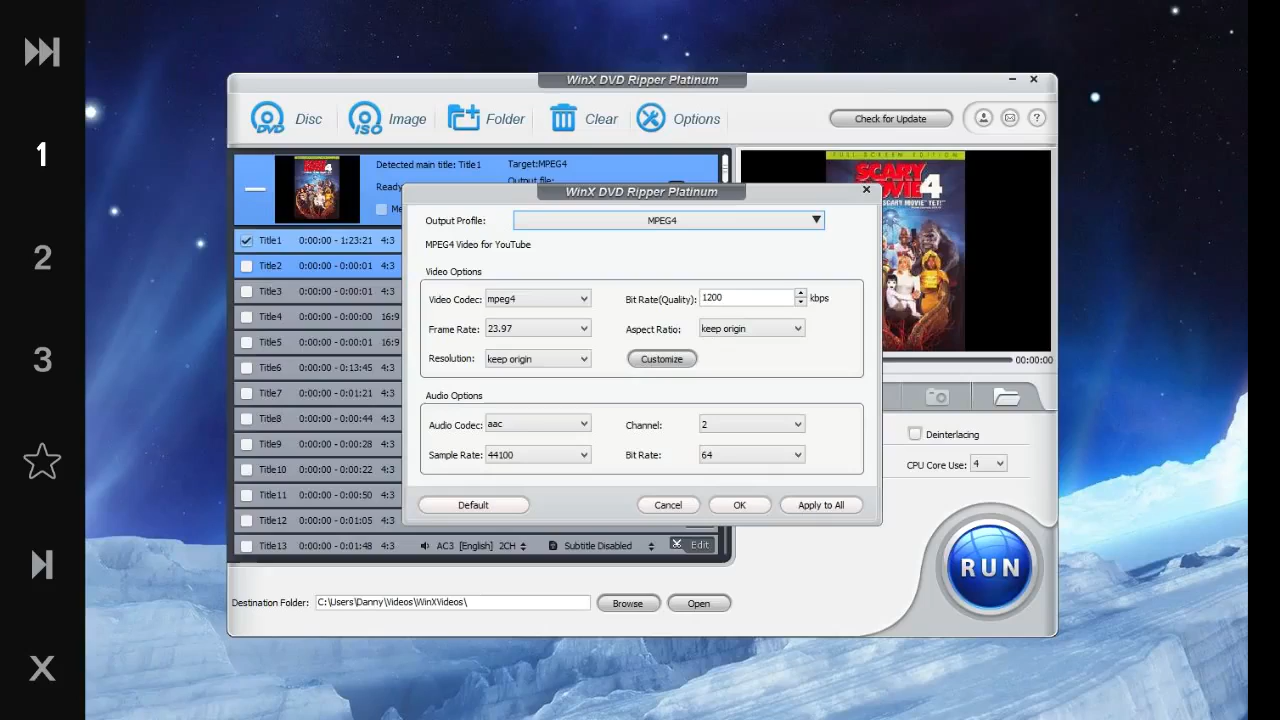 WinX DVD Ripper Platinum
DVD Disc ISO Image Folder Clear Options Check for Update ?
Detected main title: Title1 Target:MPEG4
Ready
FULL SCREEN EDITION
SCARY
MOVIE 4
WinX DVD Ripper Platinum
Output Profile: MPEG4
MPEG4 Video for YouTube
Video Options
Video Codec: mpeg4 Bit Rate(Quality): 1200 kbps
Frame Rate: 23.97 Aspect Ratio: keep origin
Resolution: keep origin Customize
Audio Options
Audio Codec: aac Channel: 2
Sample Rate: 44100 Bit Rate: 64
Default Cancel OK Apply to All
Title1 0:00:00 - 1:23:21 4:3
Title2 0:00:00 - 0:00:01 4:3
Title3 0:00:00 - 0:00:01 4:3
Title4 0:00:00 - 0:00:00 16:9
Title5 0:00:00 - 0:00:01 16:9
Title6 0:00:00 - 0:13:45 4:3
Title7 0:00:00 - 0:01:21 4:3
Title8 0:00:00 - 0:00:44 4:3
Title9 0:00:00 - 0:00:28 4:3
Title10 0:00:00 - 0:00:22 4:3
Title11 0:00:00 - 0:00:50 4:3
Title12 0:00:00 - 0:01:05 4:3
Title13 0:00:00 - 0:01:48 4:3 AC3 [English] 2CH Subtitle Disabled Edit
00:00:00
Deinterlacing
CPU Core Use: 4
RUN
Destination Folder: C:\Users\Danny\Videos\WinXVideos\ Browse Open
1
2
3
X